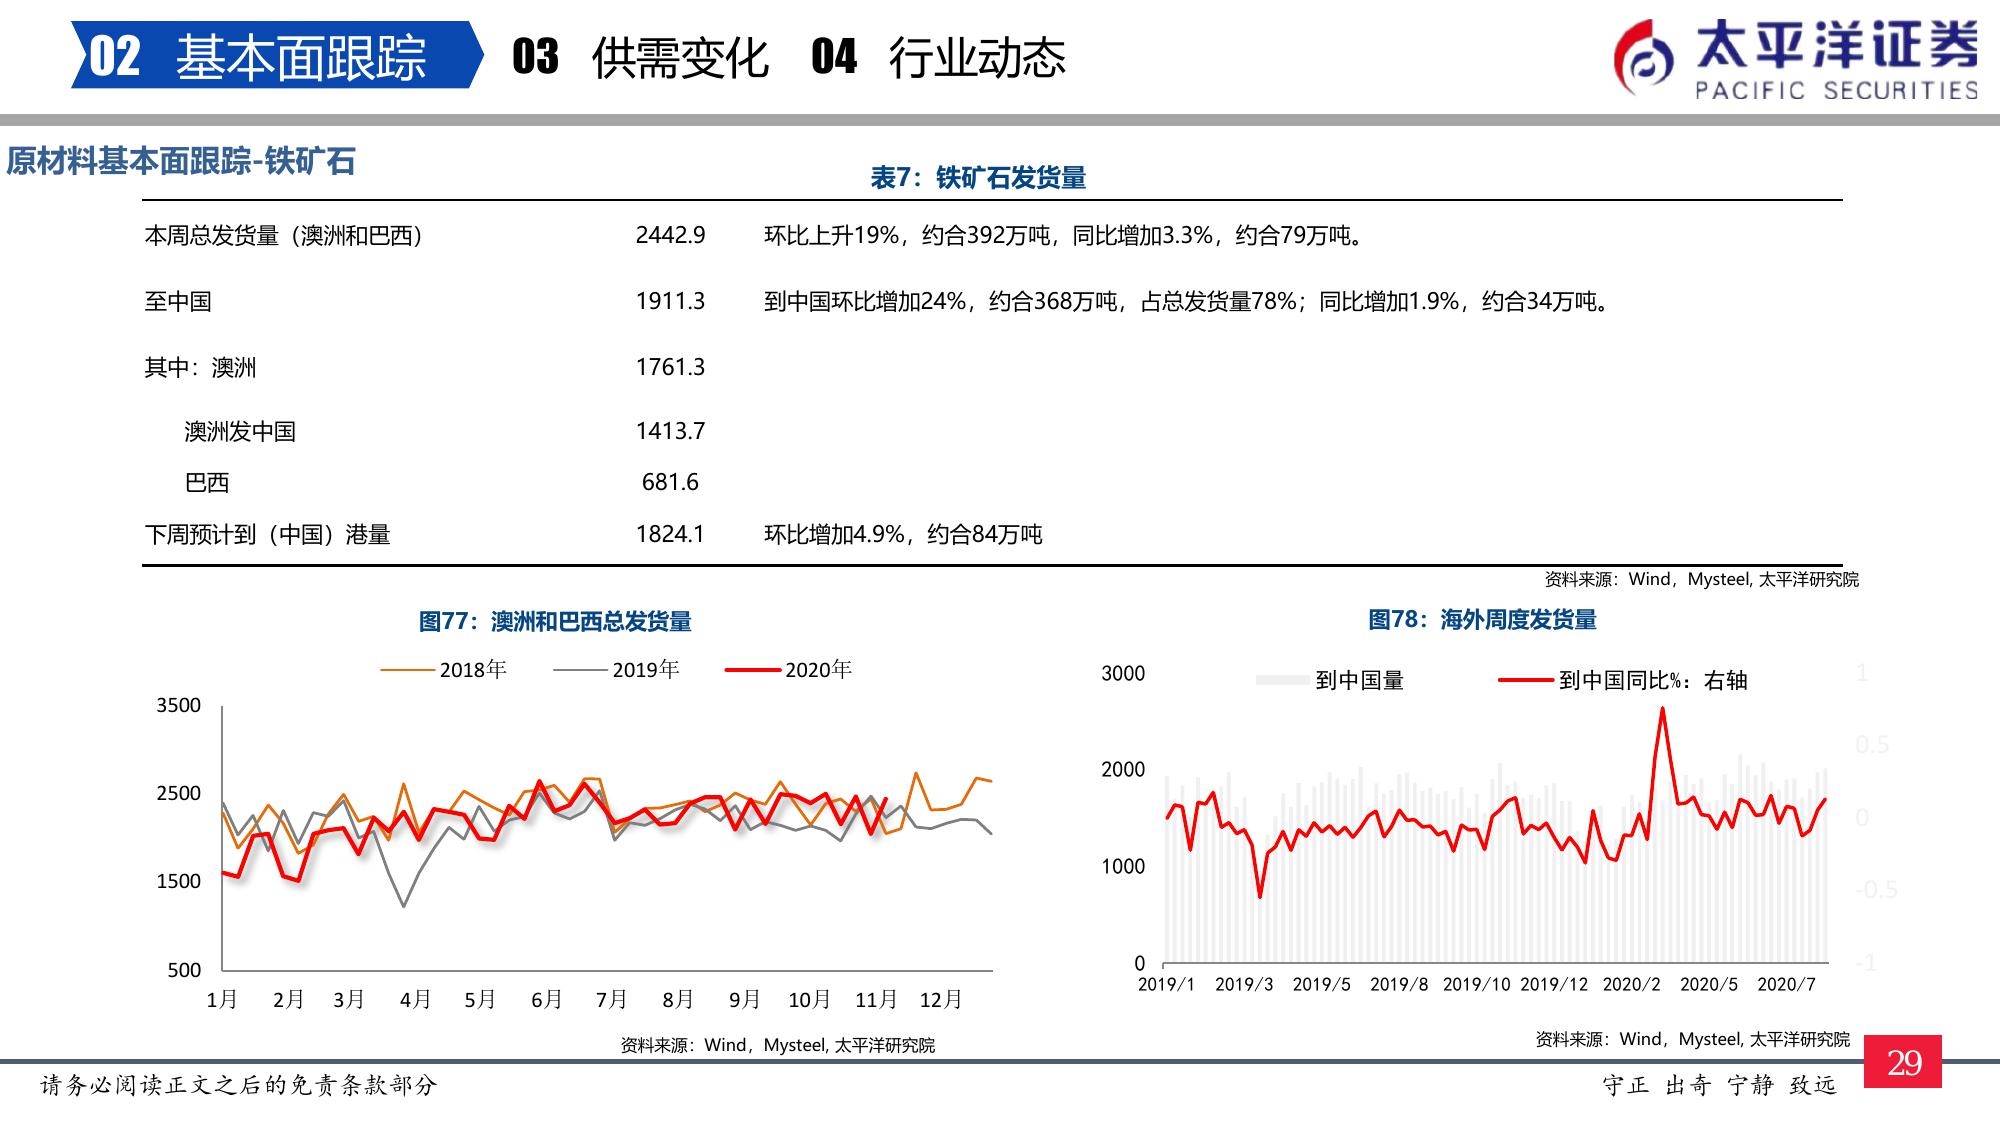 02 基本面跟踪 03 供需变化 04 行业动态
太平洋证券
PACIFIC SECURITIES
原材料基本面跟踪-铁矿石
表7：铁矿石发货量
本周总发货量（澳洲和巴西） 2442.9 环比上升19%，约合392万吨，同比增加3.3%，约合79万吨。
至中国 1911.3 到中国环比增加24%，约合368万吨，占总发货量78%；同比增加1.9%，约合34万吨。
其中：澳洲 1761.3
澳洲发中国 1413.7
巴西 681.6
下周预计到（中国）港量 1824.1 环比增加4.9%，约合84万吨
资料来源：Wind，Mysteel, 太平洋研究院
图77：澳洲和巴西总发货量
2018年 2019年 2020年
3500
2500
1500
500
1月 2月 3月 4月 5月 6月 7月 8月 9月 10月 11月 12月
资料来源：Wind，Mysteel, 太平洋研究院
图78：海外周度发货量
到中国量 到中国同比%：右轴
3000
2000
1000
0
1
0.5
0
-0.5
-1
2019/1 2019/3 2019/5 2019/8 2019/10 2019/12 2020/2 2020/5 2020/7
资料来源：Wind，Mysteel, 太平洋研究院
请务必阅读正文之后的免责条款部分
守正 出奇 宁静 致远
29